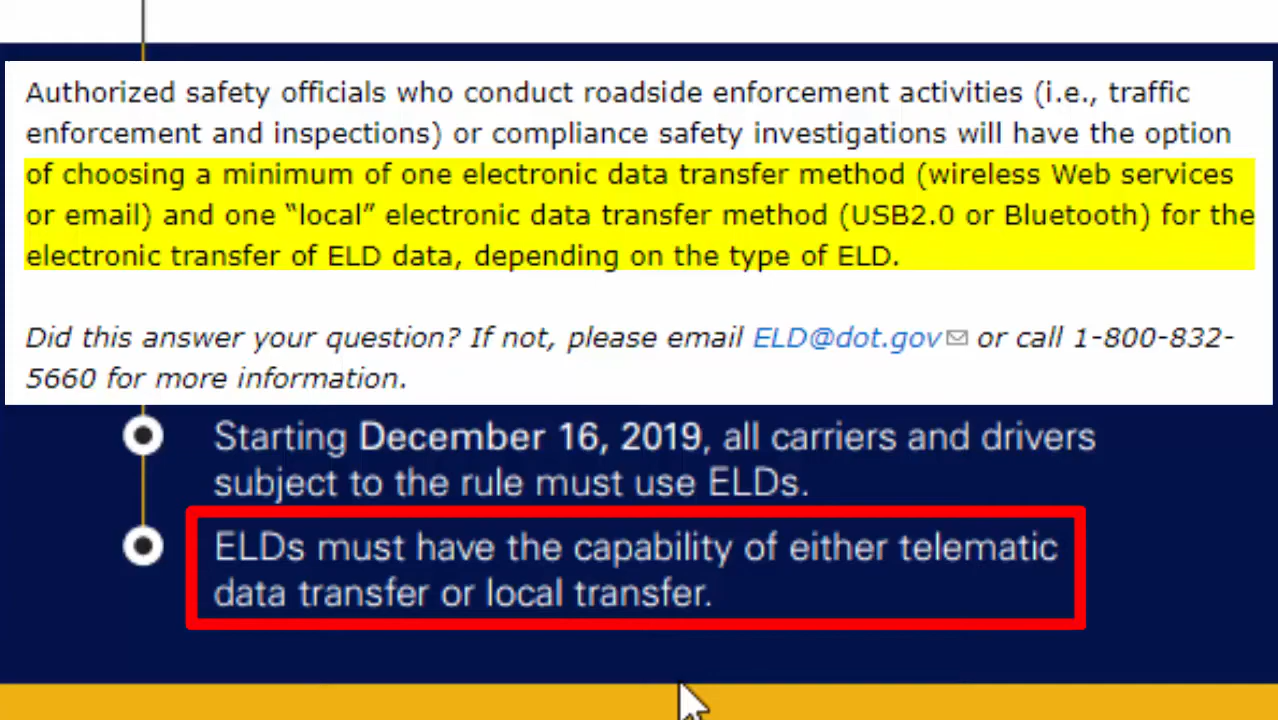 Authorized safety officials who conduct roadside enforcement activities (i.e., traffic
enforcement and inspections) or compliance safety investigations will have the option
of choosing a minimum of one electronic data transfer method (wireless Web services
or email) and one “local” electronic data transfer method (USB2.0 or Bluetooth) for the
electronic transfer of ELD data, depending on the type of ELD.
Did this answer your question? If not, please email ELD@dot.gov or call 1-800-832-
5660 for more information.
Starting December 16, 2019, all carriers and drivers
subject to the rule must use ELDs.
ELDs must have the capability of either telematic
data transfer or local transfer.